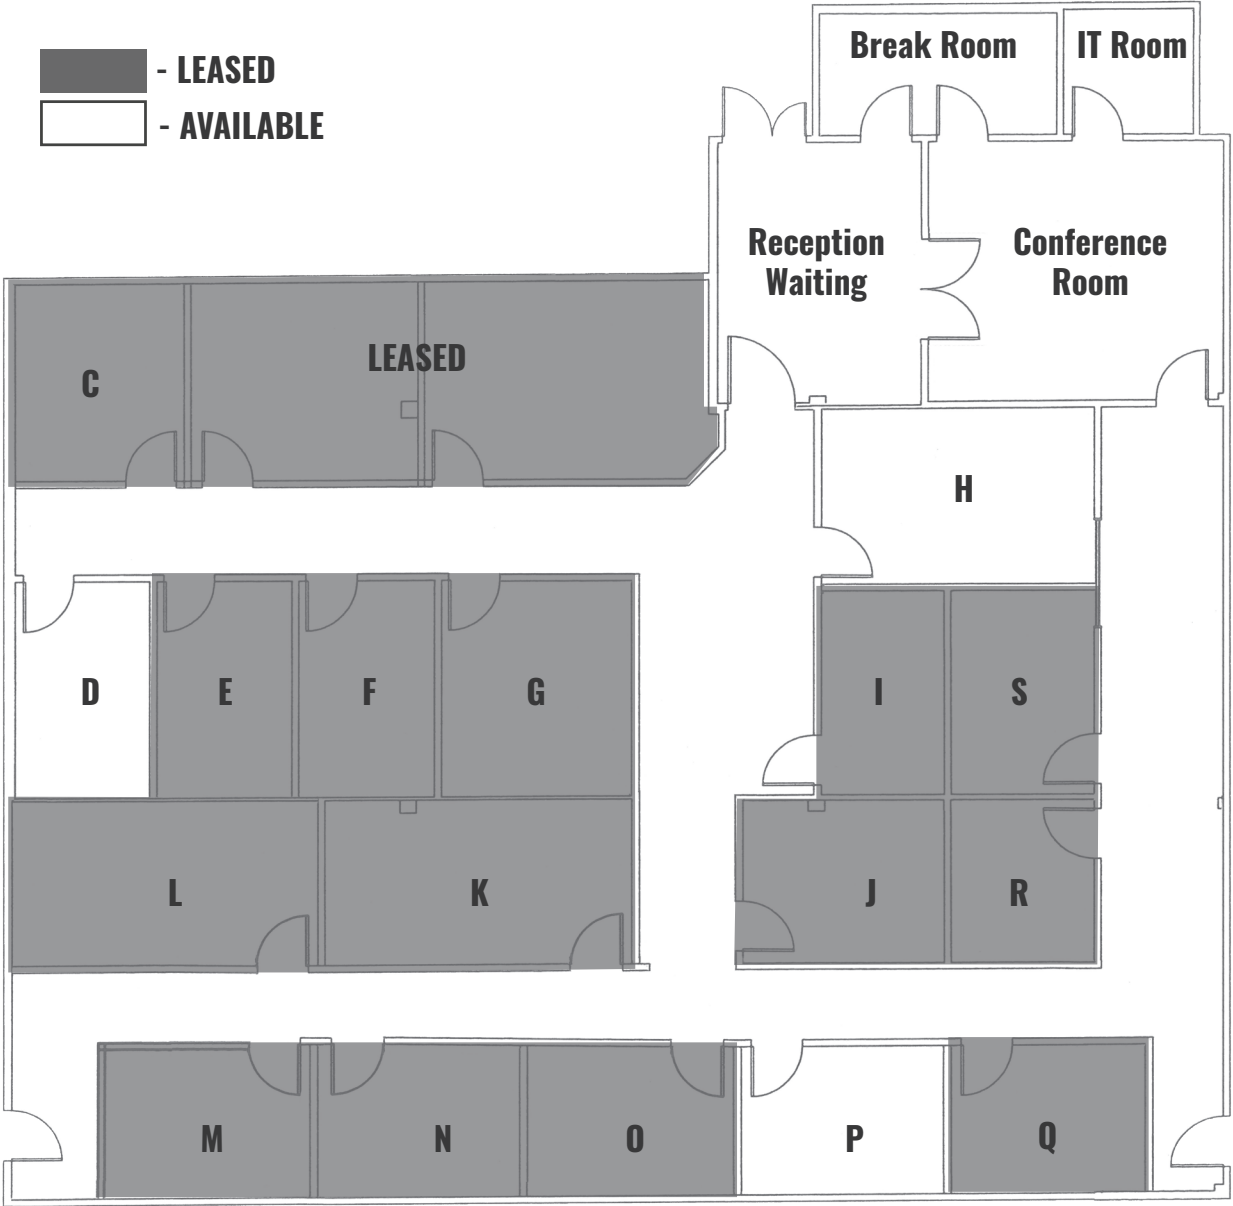 - LEASED
- AVAILABLE
Break Room
IT Room
Reception
Waiting
Conference
Room
C
LEASED
H
D
E
F
G
I
S
L
K
J
R
M
N
O
P
Q